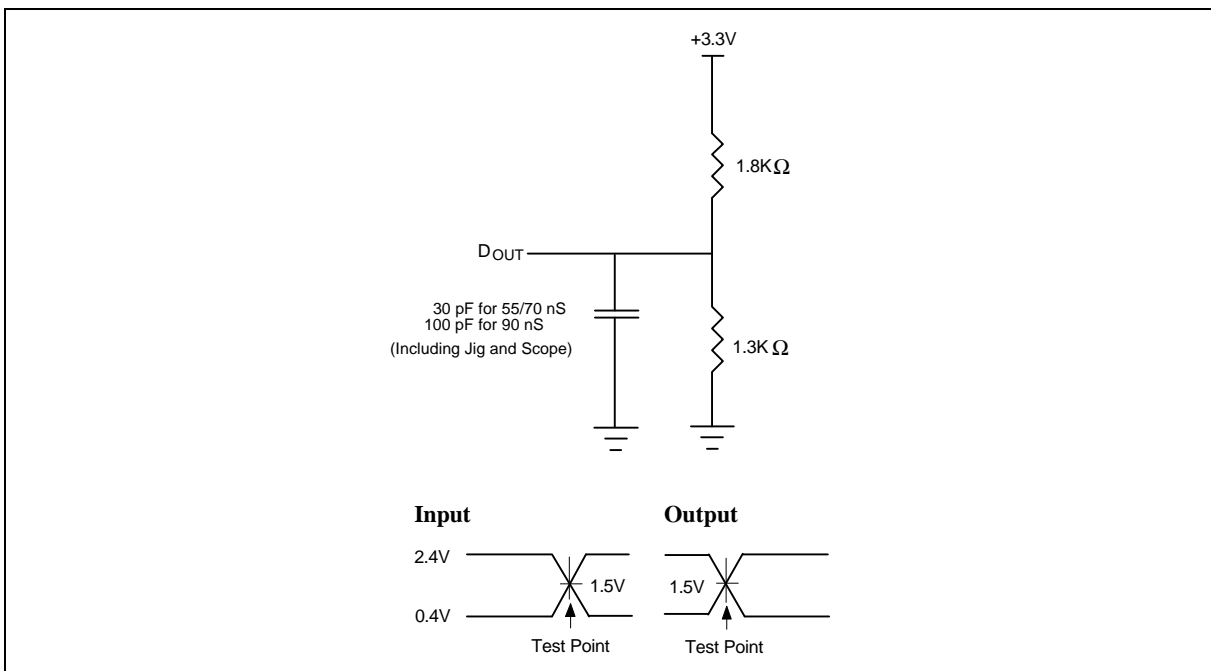 +3.3V
1.8KΩ
DOUT
30 pF for 55/70 nS
100 pF for 90 nS
(Including Jig and Scope)
1.3KΩ
Input
Output
2.4V
1.5V
1.5V
0.4V
Test Point
Test Point